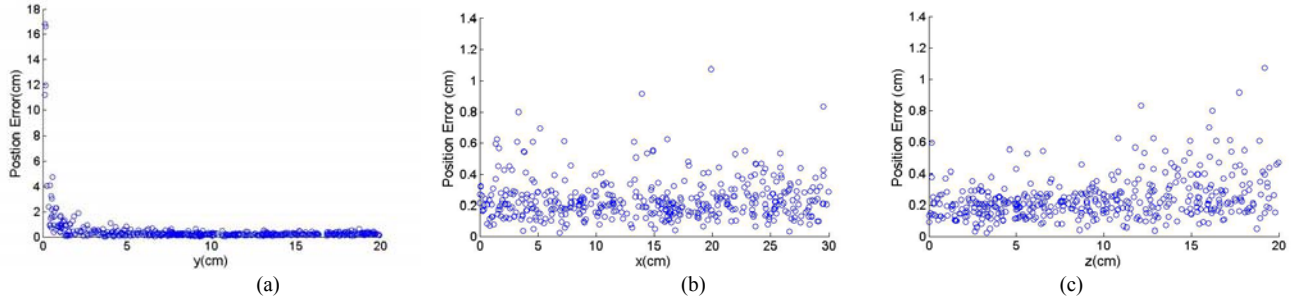 18
16
14
12
10
8
6
4
2
0
Postion Error(cm)
0 5 10 15 20
y(cm)
(a)
1.4
1.2
1
0.8
0.6
0.4
0.2
0
Position Error (cm)
0 5 10 15 20 25 30
x(cm)
(b)
1.4
1.2
1
0.8
0.6
0.4
0.2
0
Position Error (cm)
0 5 10 15 20
z(cm)
(c)